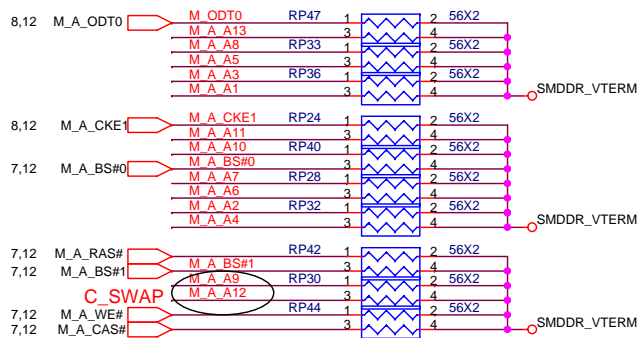 8,12 M_A_ODT0 M_ODT0 RP47 1 2 56X2
M_A_A13 3 4
M_A_A8 RP33 1 2 56X2
M_A_A5 3 4
M_A_A3 RP36 1 2 56X2
M_A_A1 3 4 SMDDR_VTERM
8,12 M_A_CKE1 M_A_CKE1 RP24 1 2 56X2
M_A_A11 3 4
M_A_A10 RP40 1 2 56X2
7,12 M_A_BS#0 M_A_BS#0 3 4
M_A_A7 RP28 1 2 56X2
M_A_A6 3 4
M_A_A2 RP32 1 2 56X2
M_A_A4 3 4 SMDDR_VTERM
7,12 M_A_RAS# RP42 1 2 56X2
7,12 M_A_BS#1 M_A_BS#1 3 4
M_A_A9 RP30 1 2 56X2
C_SWAP M_A_A12 3 4
7,12 M_A_WE# RP44 1 2 56X2
7,12 M_A_CAS# 3 4 SMDDR_VTERM